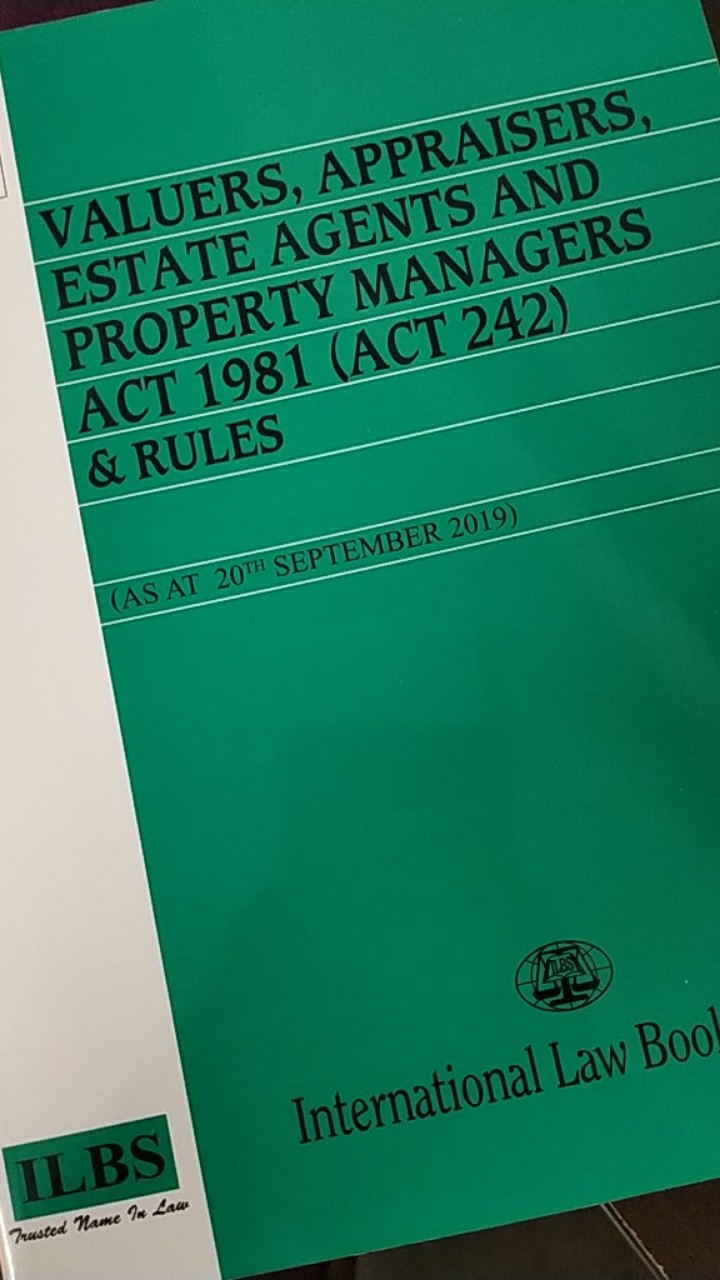 VALUERS, APPRAISERS,
ESTATE AGENTS AND
PROPERTY MANAGERS
ACT 1981 (ACT 242)
& RULES
(AS AT 20TH SEPTEMBER 2019)
ILBS
International Law Book
ILBS
Trusted Name In Law